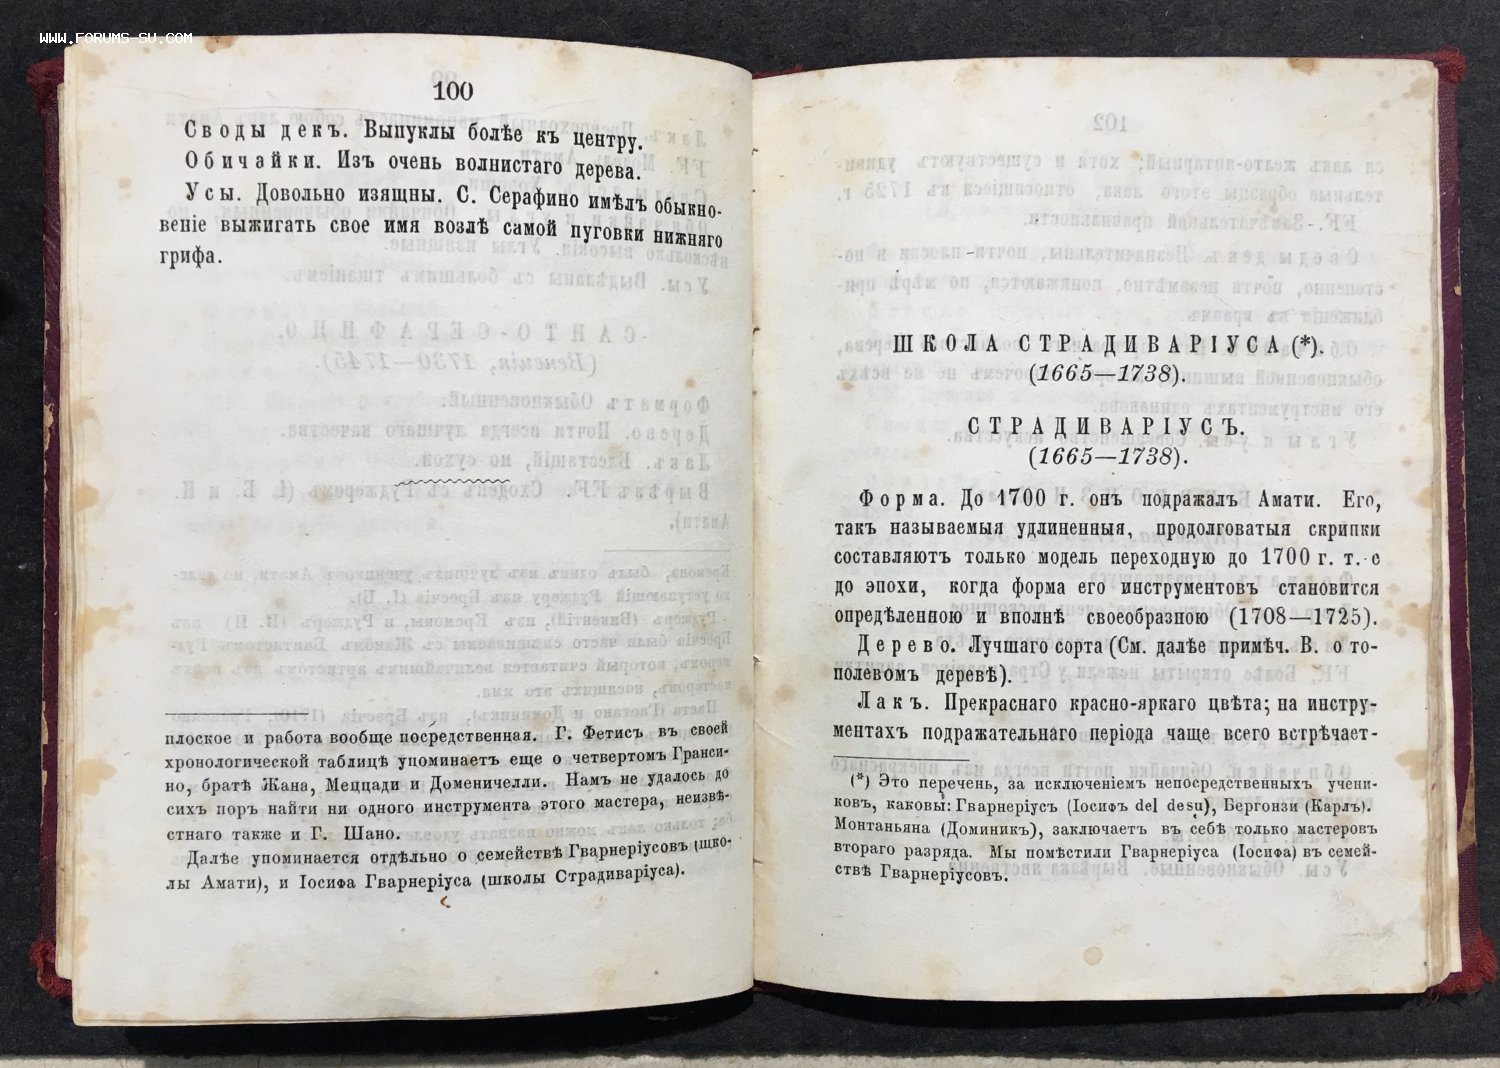 WWW.FORUMS-SU.COM
100
Своды декъ. Выпуклы болѣе къ центру.
Обичайки. Изъ очень волнистаго дерева.
Усы. Довольно изящны. С. Серафино имѣлъ обыкно-
веніе выжигать свое имя возлѣ самой пуговки нижняго
грифа.
плоское и работа вообще посредственная. Г. Фетисъ въ своей
хронологической таблицѣ упоминаетъ еще о четвертомъ Гранси-
но, братѣ Жана, Меццади и Доменичелли. Намъ не удалось до
сихъ поръ найти ни одного инструмента этого мастера, неизвѣ-
стнаго также и Г. Шано.
Далѣе упоминается отдѣльно о семействѣ Гварнеріусовъ (шко-
лы Амати), и Іосифа Гварнеріуса (школы Страдиваріуса).
ШКОЛА СТРАДИВАРІУСА (*).
(1665—1738).
СТРАДИВАРІУСЪ.
(1665—1738).
Форма. До 1700 г. онъ подражалъ Амати. Его,
такъ называемыя удлиненныя, продолговатыя скрипки
составляютъ только модель переходную до 1700 г. т. е
до эпохи, когда форма его инструментовъ становится
опредѣленною и вполнѣ своеобразною (1708—1725).
Дерево. Лучшаго сорта (См. далѣе примѣч. В. о то-
полевомъ деревѣ).
Лакъ. Прекраснаго красно-яркаго цвѣта; на инстру-
ментахъ подражательнаго періода чаще всего встрѣчает-
(*) Это перечень, за исключеніемъ непосредственныхъ учени-
ковъ, каковы: Гварнеріусъ (Іосифъ del desu), Бергонзи (Карлъ).
Монтаньяна (Доминикъ), заключаетъ въ себѣ только мастеровъ
втораго разряда. Мы помѣстили Гварнеріуса (Іосифа) въ семей-
ствѣ Гварнеріусовъ.